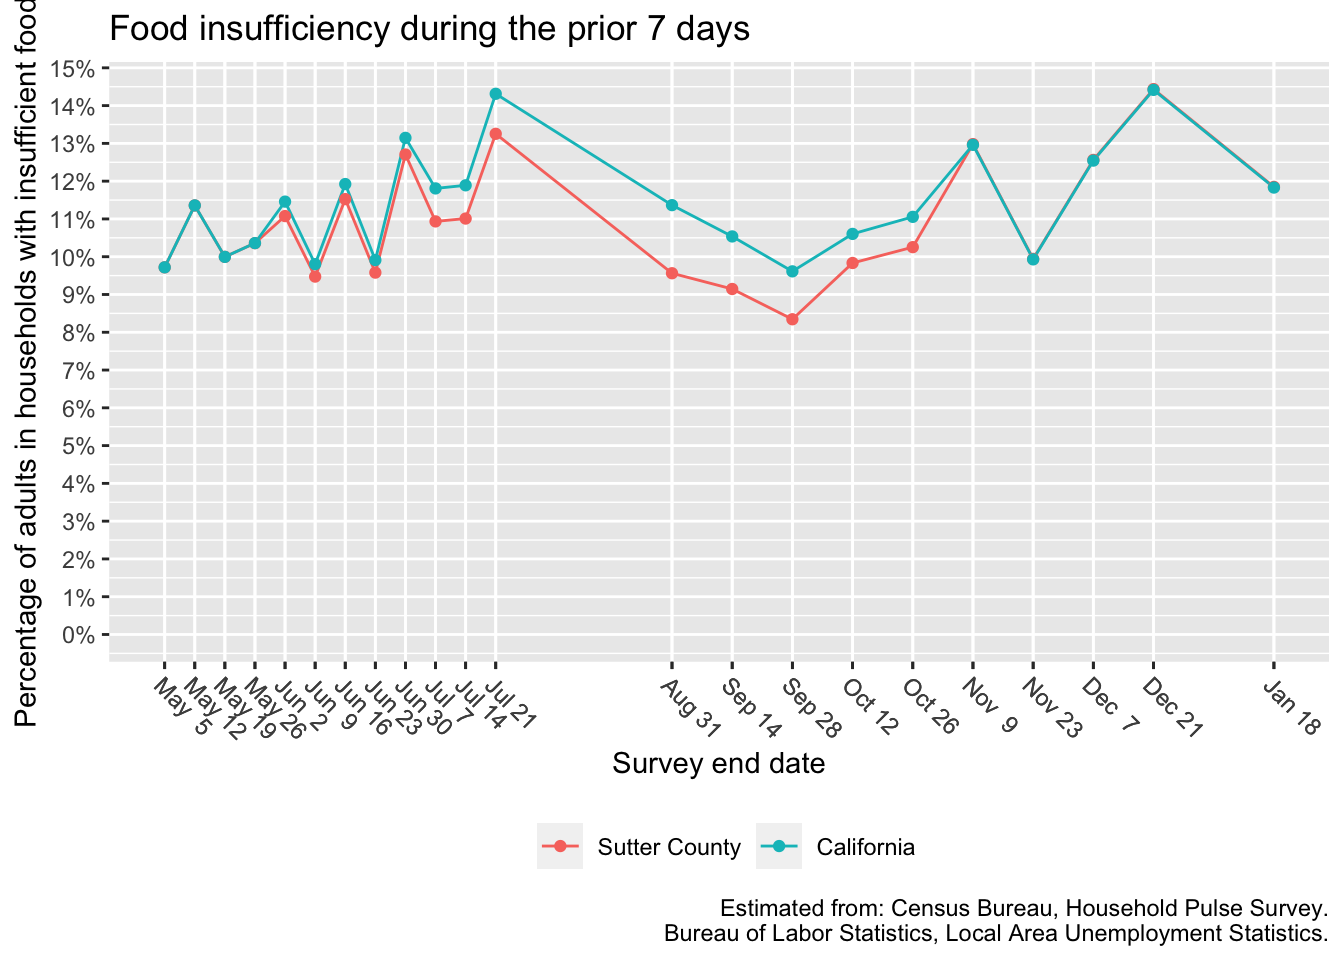 Food insufficiency during the prior 7 days
Percentage of adults in households with insufficient food
15%
14%
13%
12%
11%
10%
9%
8%
7%
6%
5%
4%
3%
2%
1%
0%
May 5
May 12
May 19
May 26
Jun 2
Jun 9
Jun 16
Jun 23
Jun 30
Jul 7
Jul 14
Jul 21
Aug 31
Sep 14
Sep 28
Oct 12
Oct 26
Nov 9
Nov 23
Dec 7
Dec 21
Jan 18
Survey end date
Sutter County
California
Estimated from: Census Bureau, Household Pulse Survey.
Bureau of Labor Statistics, Local Area Unemployment Statistics.